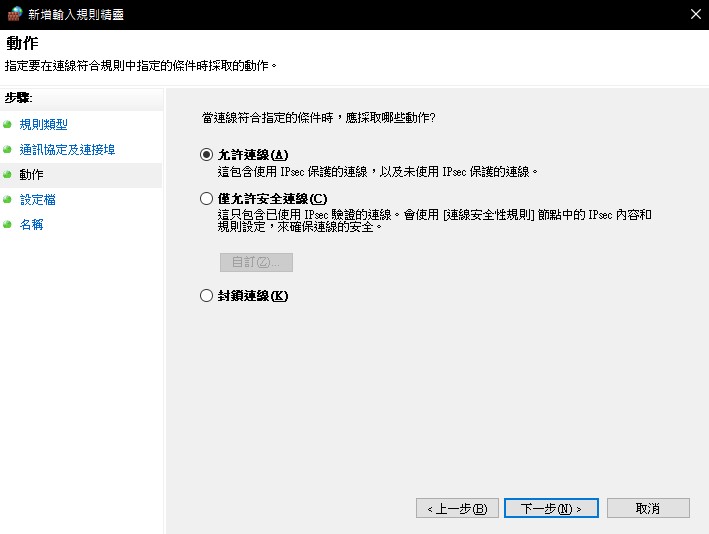 新增輸入規則精靈
動作
指定要在連線符合規則中指定的條件時採取的動作。
步驟:
規則類型
通訊協定及連接埠
動作
設定檔
名稱
當連線符合指定的條件時，應採取哪些動作?
允許連線(A)
這包含使用 IPsec 保護的連線，以及未使用 IPsec 保護的連線。
僅允許安全連線(C)
這只包含已使用 IPsec 驗證的連線。會使用 [連線安全性規則] 節點中的 IPsec 內容和
規則設定，來確保連線的安全。
自訂(Z)...
封鎖連線(K)
< 上一步(B)
下一步(N) >
取消